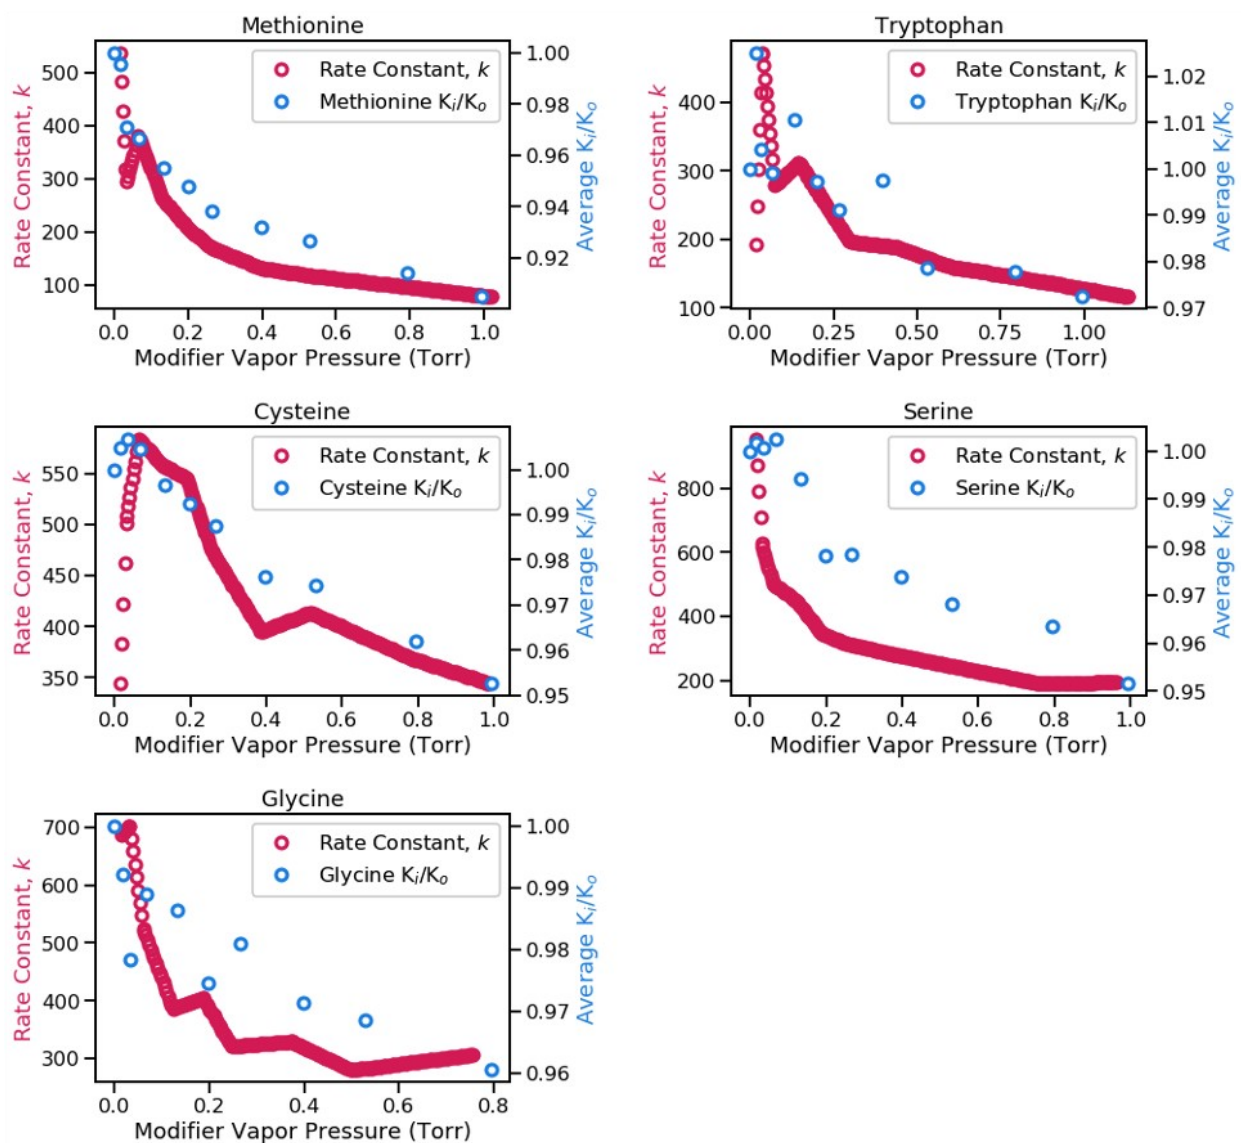 Methionine
Rate Constant, k
Methionine Ki/Ko
500
400
300
200
100
1.00
0.98
0.96
0.94
0.92
0.0 0.2 0.4 0.6 0.8 1.0
Rate Constant, k
Average Ki/Ko
Modifier Vapor Pressure (Torr)
Tryptophan
Rate Constant, k
Tryptophan Ki/Ko
400
300
200
100
1.02
1.01
1.00
0.99
0.98
0.97
0.00 0.25 0.50 0.75 1.00
Rate Constant, k
Average Ki/Ko
Modifier Vapor Pressure (Torr)
Cysteine
Rate Constant, k
Cysteine Ki/Ko
550
500
450
400
350
1.00
0.99
0.98
0.97
0.96
0.95
0.0 0.2 0.4 0.6 0.8 1.0
Rate Constant, k
Average Ki/Ko
Modifier Vapor Pressure (Torr)
Serine
Rate Constant, k
Serine Ki/Ko
800
600
400
200
1.00
0.99
0.98
0.97
0.96
0.95
0.0 0.2 0.4 0.6 0.8 1.0
Rate Constant, k
Average Ki/Ko
Modifier Vapor Pressure (Torr)
Glycine
Rate Constant, k
Glycine Ki/Ko
700
600
500
400
300
1.00
0.99
0.98
0.97
0.96
0.0 0.2 0.4 0.6 0.8
Rate Constant, k
Average Ki/Ko
Modifier Vapor Pressure (Torr)